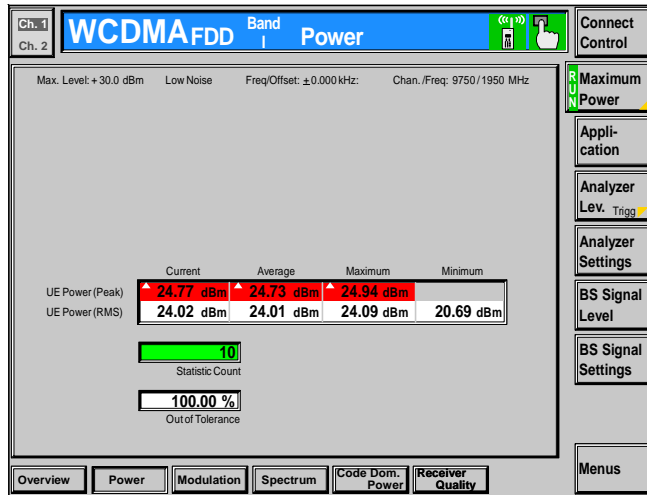 Ch. 1
Ch. 2
WCDMA FDD Band I Power
Connect Control
Max. Level: + 30.0 dBm Low Noise Freq/Offset: ± 0.000 kHz: Chan./Freq: 9750/1950 MHz
RUN
Maximum Power
Appli-
cation
Analyzer
Lev. Trigg
Analyzer
Settings
Current Average Maximum Minimum
UE Power (Peak) 24.77 dBm 24.73 dBm 24.94 dBm
UE Power (RMS) 24.02 dBm 24.01 dBm 24.09 dBm 20.69 dBm
BS Signal
Level
10
Statistic Count
BS Signal
Settings
100.00 %
Out of Tolerance
Menus
Overview Power Modulation Spectrum Code Dom. Power Receiver Quality